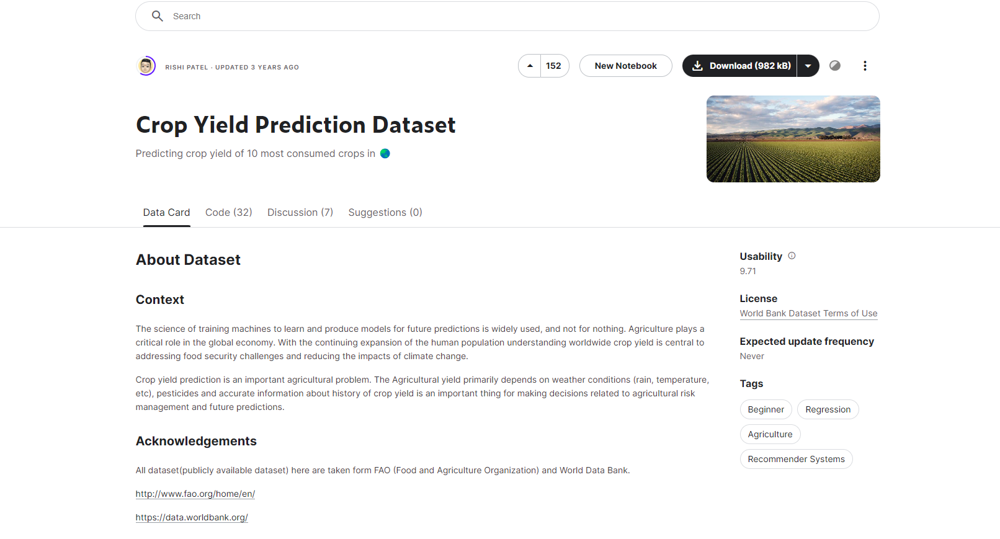 Search
RISHI PATEL · UPDATED 3 YEARS AGO
152
New Notebook
Download (982 kB)
Crop Yield Prediction Dataset
Predicting crop yield of 10 most consumed crops in 🌏
Data Card
Code (32)
Discussion (7)
Suggestions (0)
About Dataset
Context
The science of training machines to learn and produce models for future predictions is widely used, and not for nothing. Agriculture plays a
critical role in the global economy. With the continuing expansion of the human population understanding worldwide crop yield is central to
addressing food security challenges and reducing the impacts of climate change.
Crop yield prediction is an important agricultural problem. The Agricultural yield primarily depends on weather conditions (rain, temperature,
etc), pesticides and accurate information about history of crop yield is an important thing for making decisions related to agricultural risk
management and future predictions.
Acknowledgements
All dataset(publicly available dataset) here are taken form FAO (Food and Agriculture Organization) and World Data Bank.
http://www.fao.org/home/en/
https://data.worldbank.org/
Usability
9.71
License
World Bank Dataset Terms of Use
Expected update frequency
Never
Tags
Beginner
Regression
Agriculture
Recommender Systems